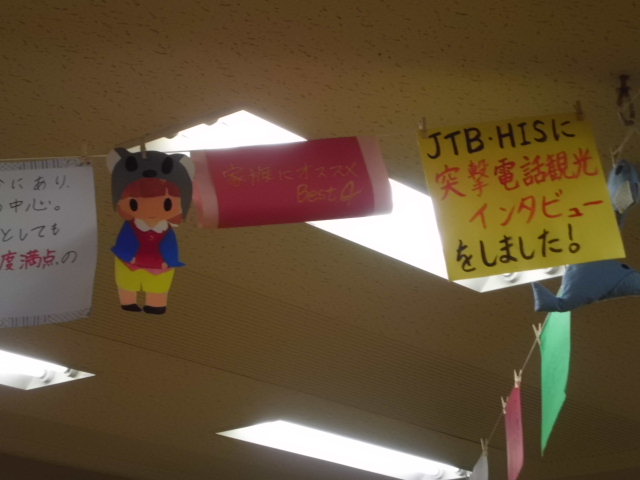 にあり、
中心。
としても
度満点の
家族にオススメ
Best
JTB・HISに
突撃電話観光
インタビュー
をしました!